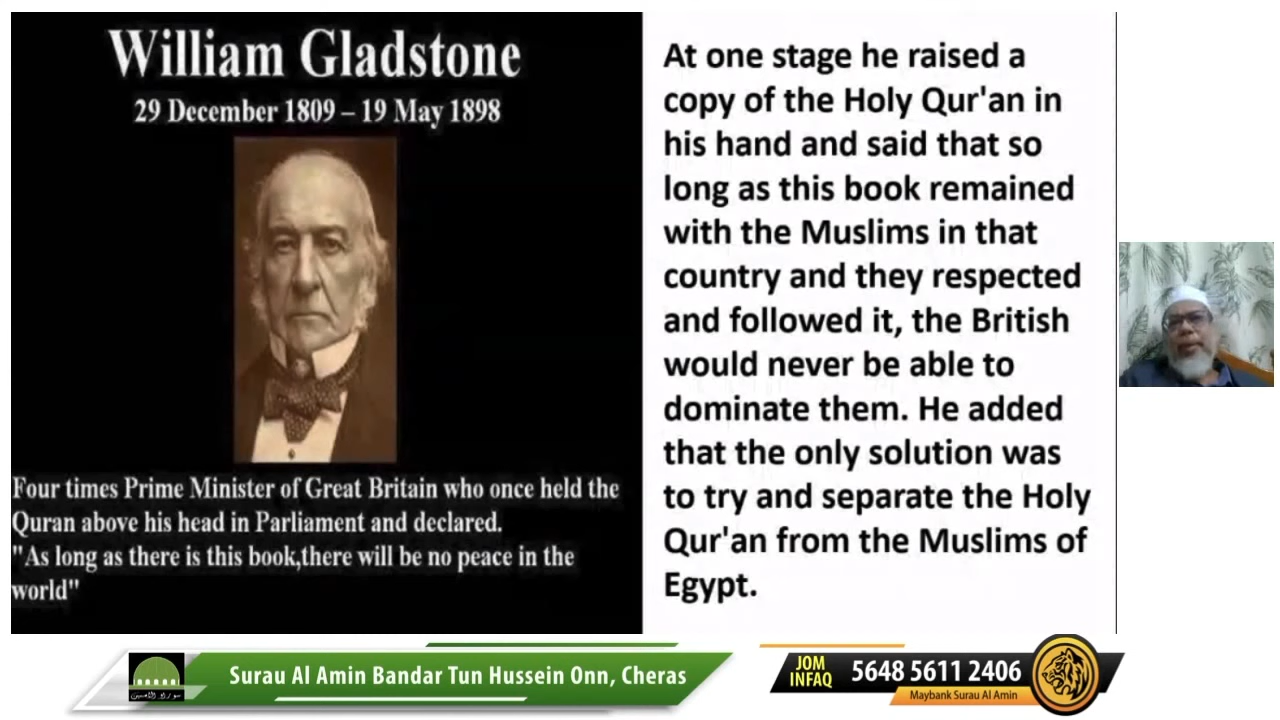 William Gladstone
29 December 1809 – 19 May 1898
Four times Prime Minister of Great Britain who once held the
Quran above his head in Parliament and declared.
"As long as there is this book,there will be no peace in the
world"
At one stage he raised a
copy of the Holy Qur'an in
his hand and said that so
long as this book remained
with the Muslims in that
country and they respected
and followed it, the British
would never be able to
dominate them. He added
that the only solution was
to try and separate the Holy
Qur'an from the Muslims of
Egypt.
Surau Al Amin Bandar Tun Hussein Onn, Cheras
JOM
INFAQ
5648 5611 2406
Maybank Surau Al Amin